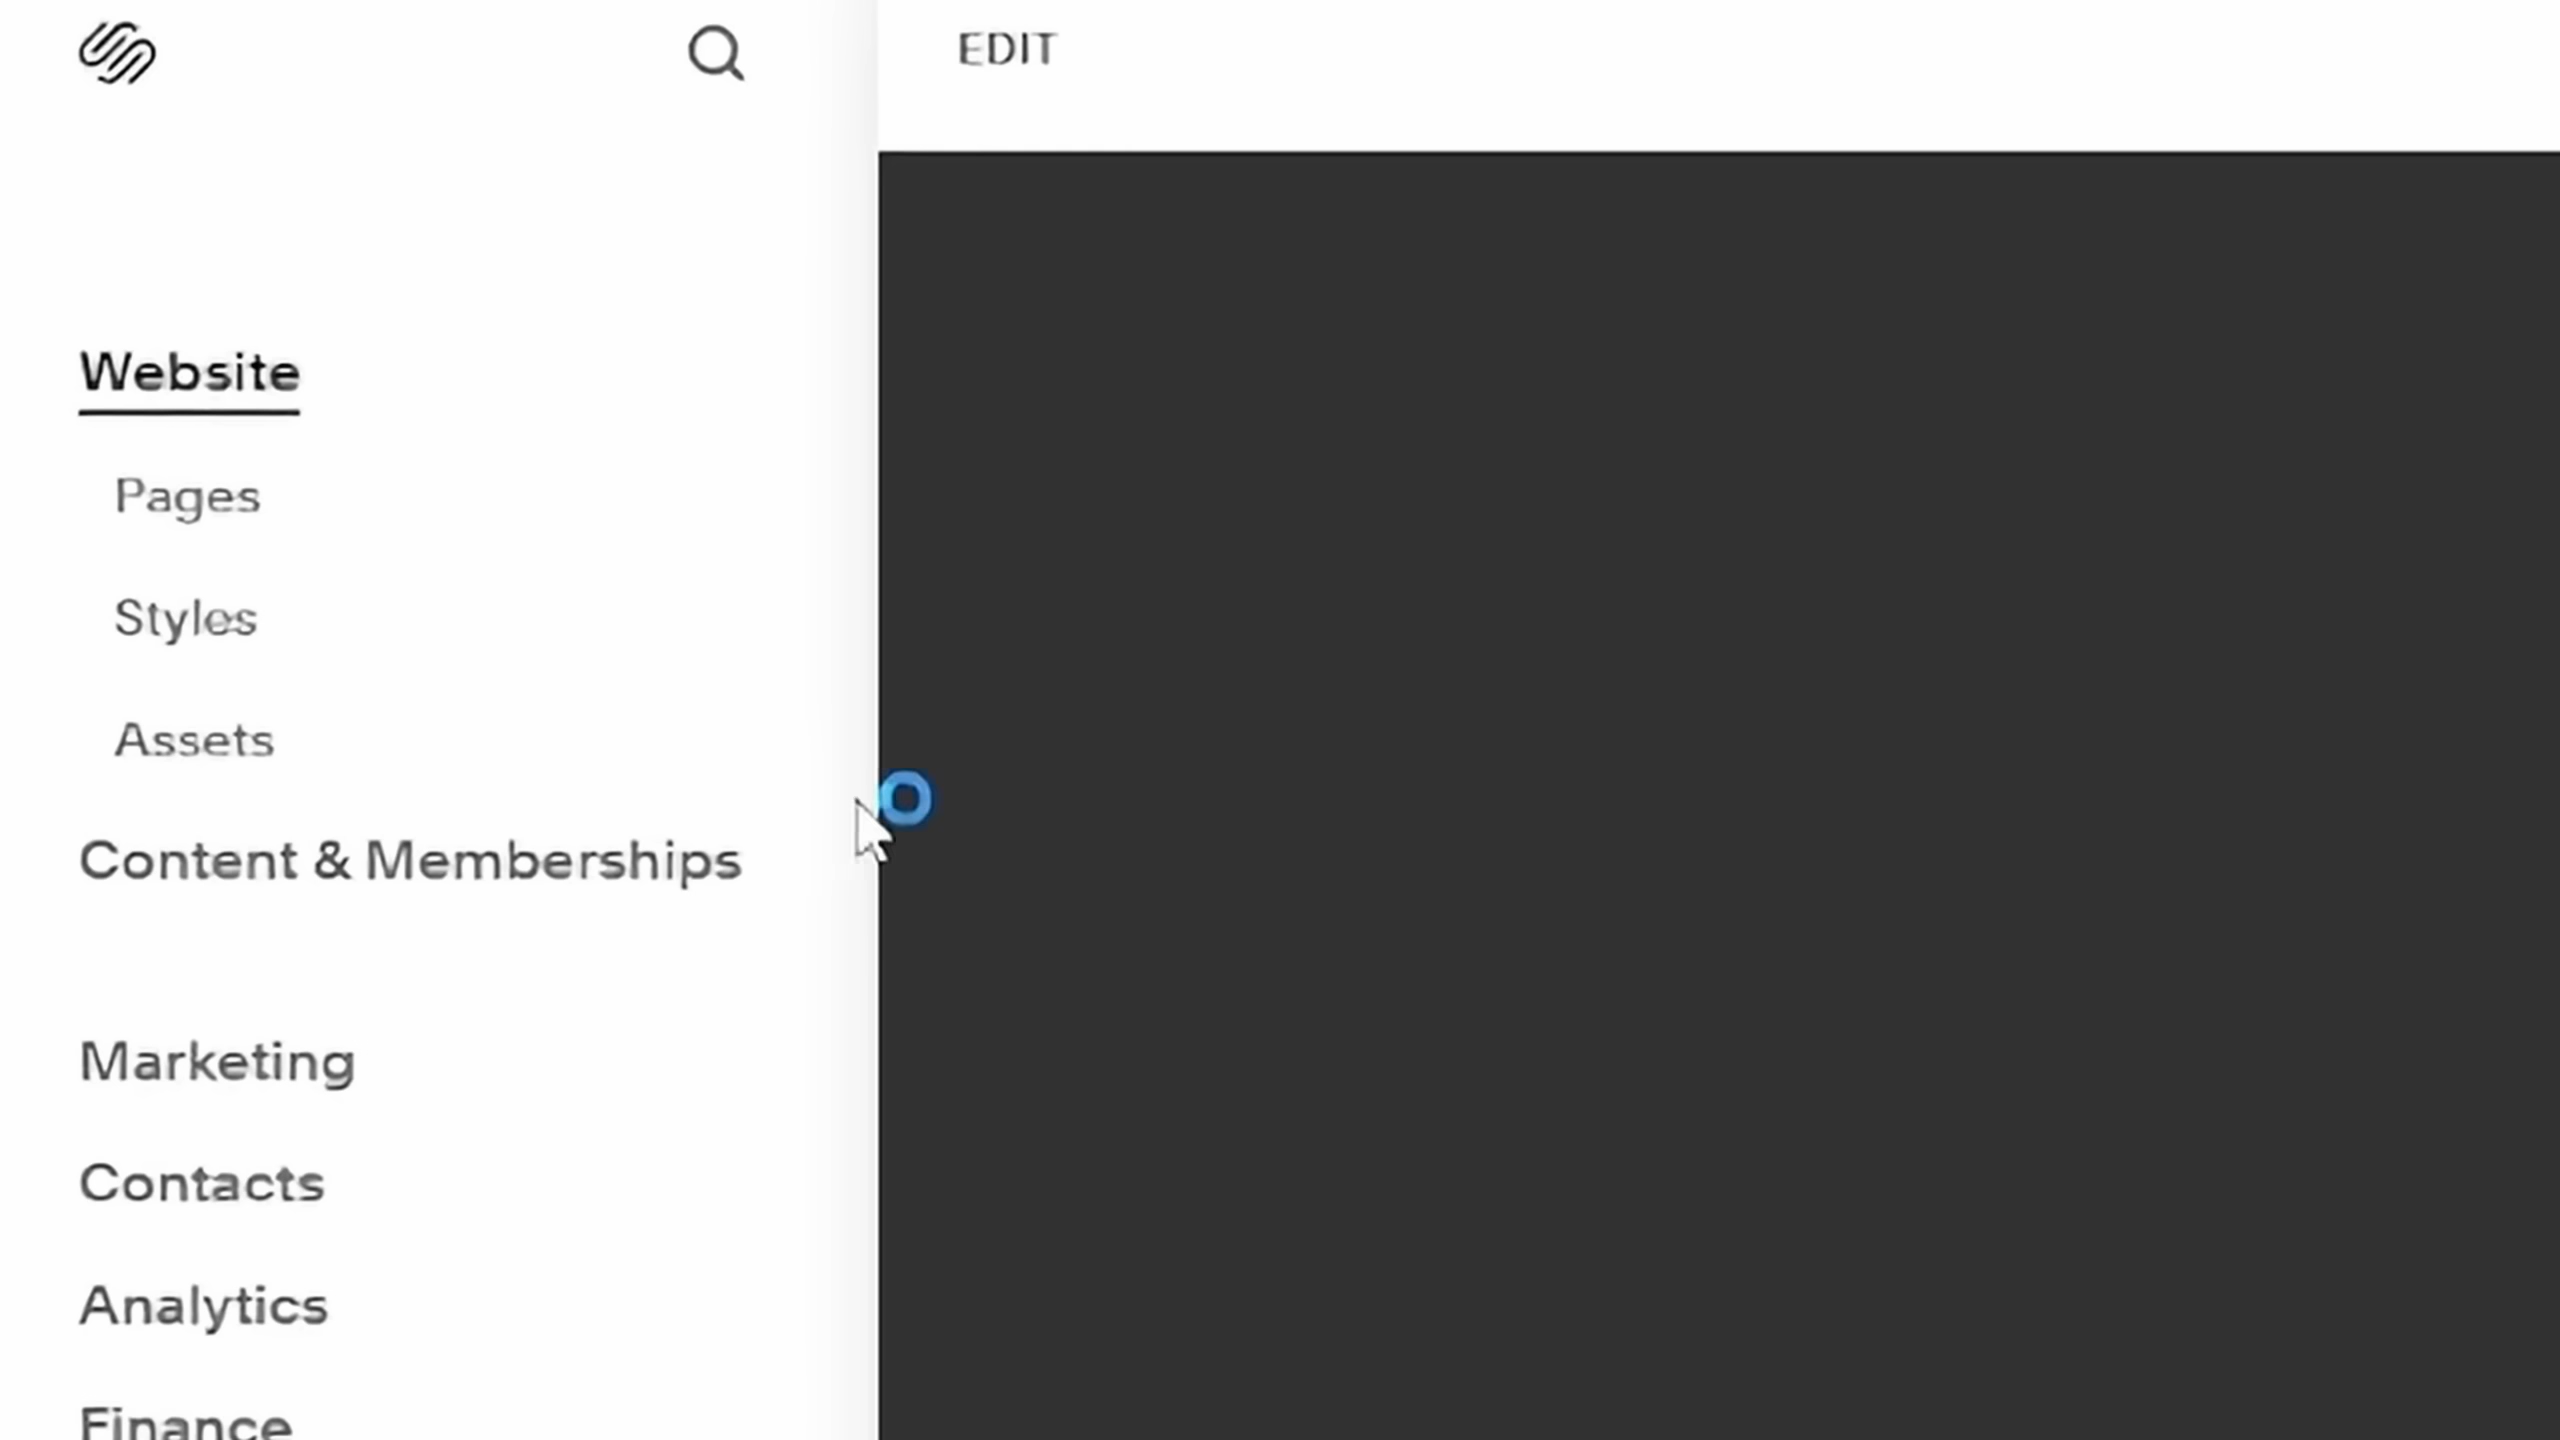 EDIT
Website
Pages
Styles
Assets
Content & Memberships
Marketing
Contacts
Analytics
Finance